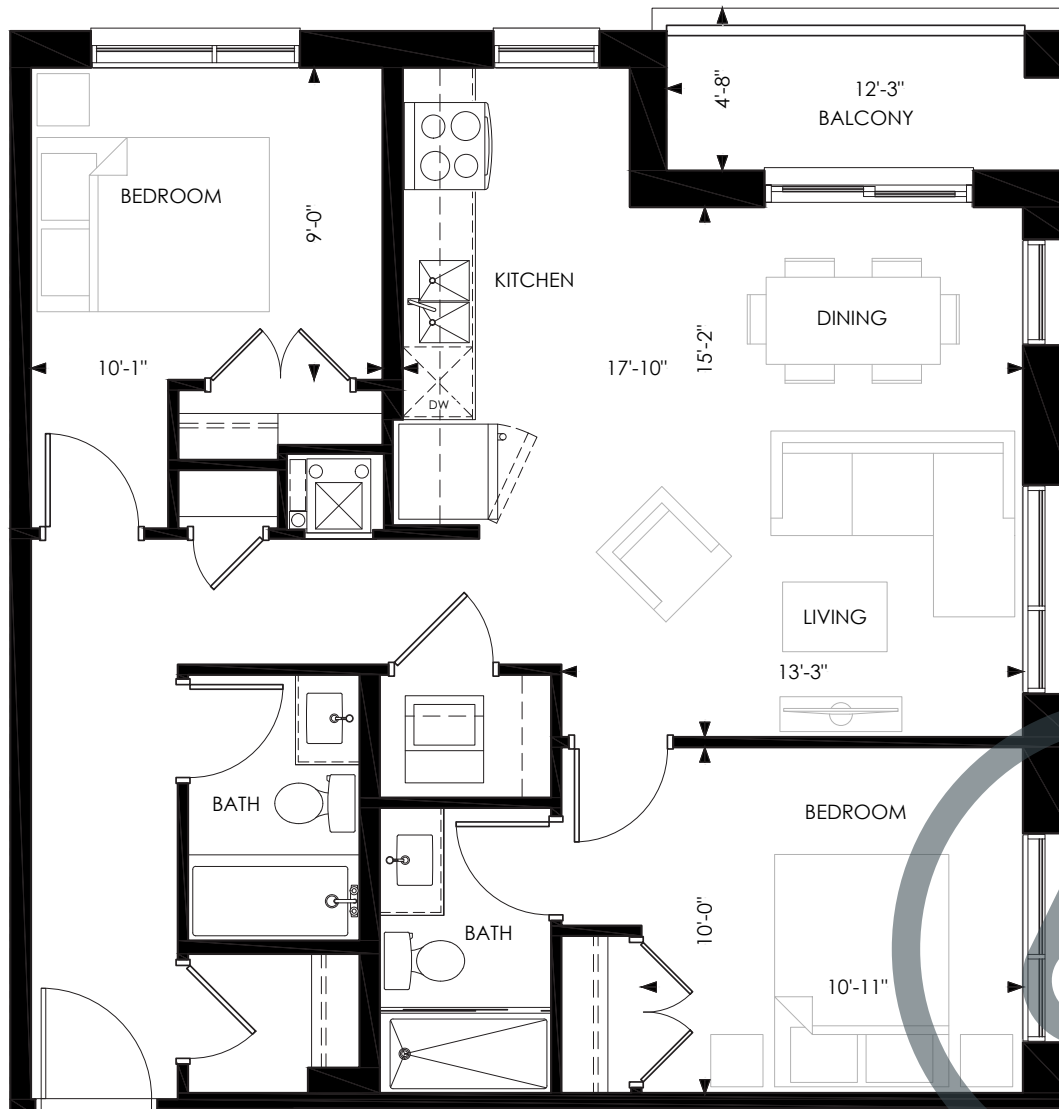 4'-8"
12'-3"
BALCONY
BEDROOM
9'-0"
KITCHEN
DINING
10'-1"
17'-10"
15'-2"
DW
LIVING
13'-3"
BATH
BEDROOM
BATH
10'-0"
10'-11"